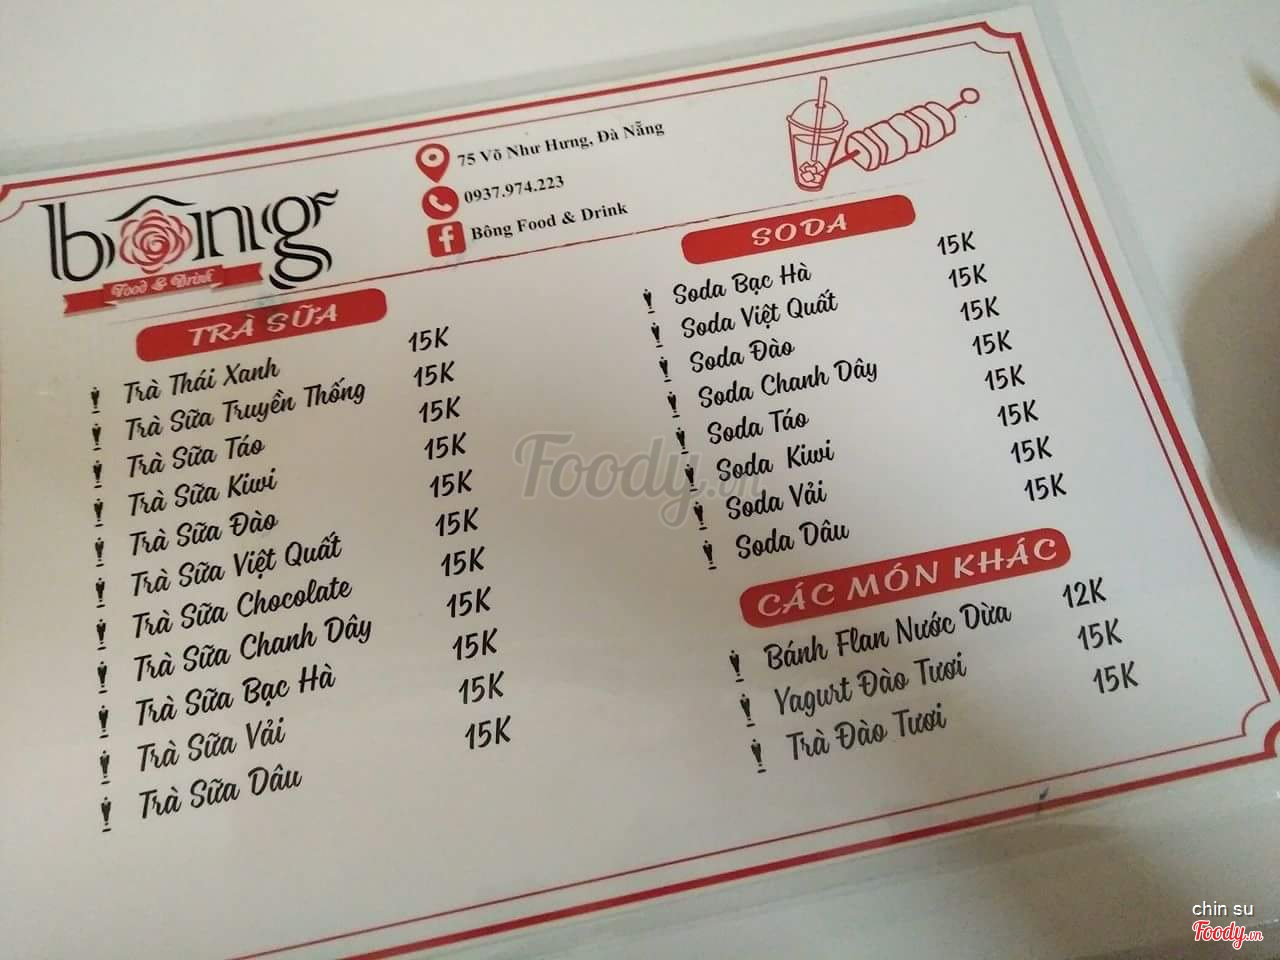 bông
Food & Drink
75 Võ Như Hưng, Đà Nẵng
0937.974.223
Bông Food & Drink
TRÀ SỮA
Trà Thái Xanh 15K
Trà Sữa Truyền Thống 15K
Trà Sữa Táo 15K
Trà Sữa Kiwi 15K
Trà Sữa Đào 15K
Trà Sữa Việt Quất 15K
Trà Sữa Chocolate 15K
Trà Sữa Chanh Dây 15K
Trà Sữa Bạc Hà 15K
Trà Sữa Vải 15K
Trà Sữa Dâu 15K
SODA
Soda Bạc Hà 15K
Soda Việt Quất 15K
Soda Đào 15K
Soda Chanh Dây 15K
Soda Táo 15K
Soda Kiwi 15K
Soda Vải 15K
Soda Dâu 15K
CÁC MÓN KHÁC
Bánh Flan Nước Dừa 12K
Yagurt Đào Tươi 15K
Trà Đào Tươi 15K
Foody.vn
chin su
Foody.vn